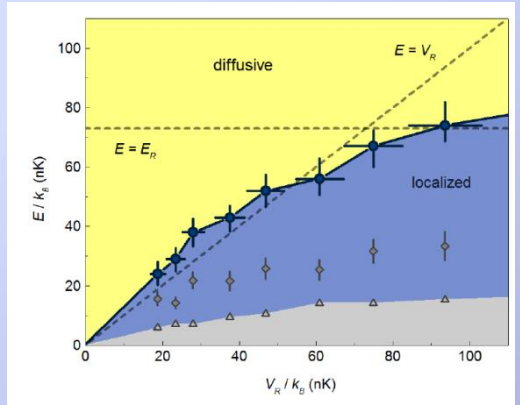 100
80
60
40
20
0
E / k_B (nK)
diffusive
E = V_R
E = E_R
localized
0 20 40 60 80 100
V_R / k_B (nK)